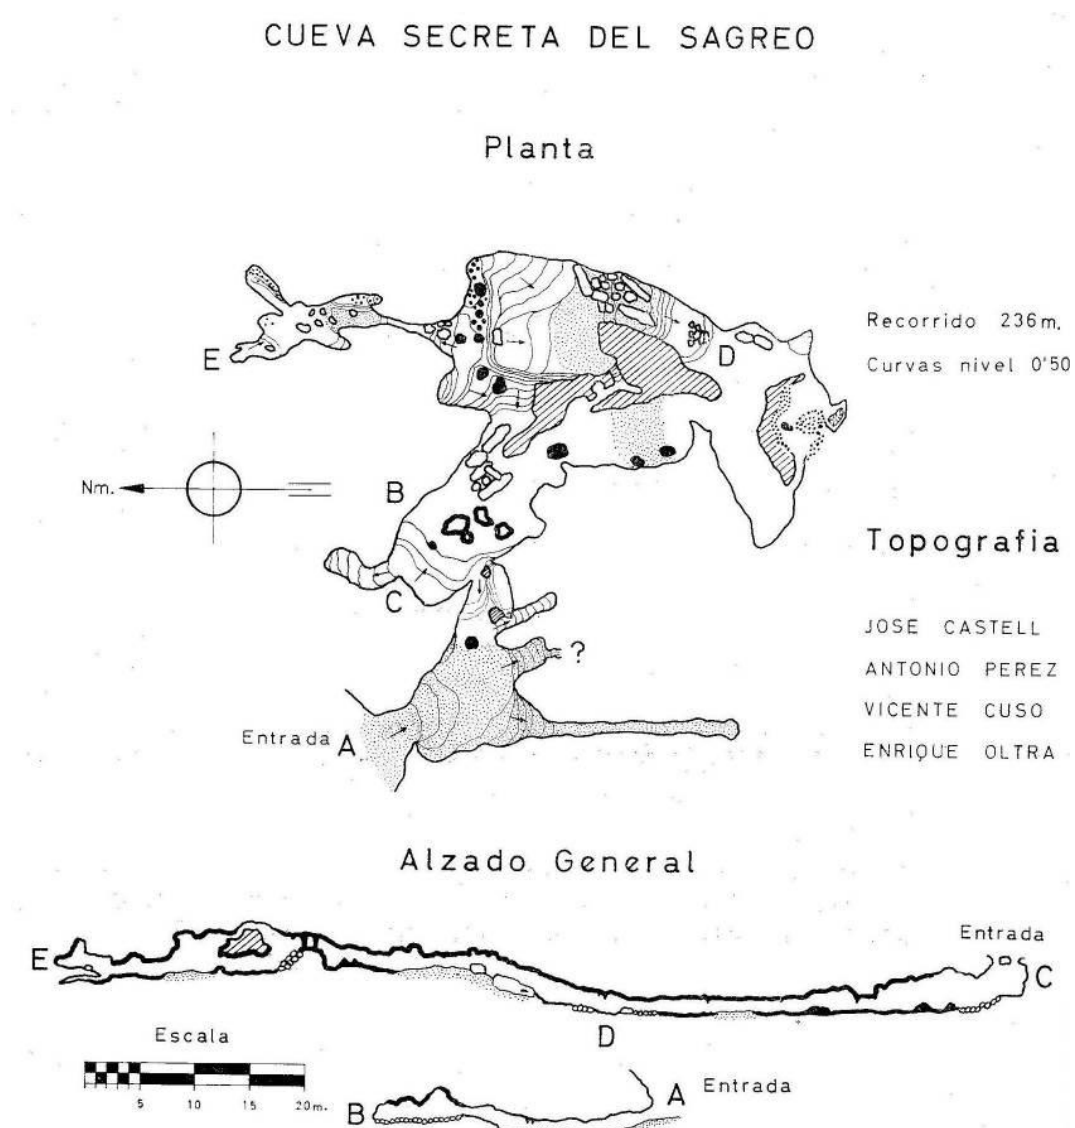 CUEVA SECRETA DEL SAGREO
Planta
E
D
Recorrido 236m.
Curvas nivel 0'50
Nm.
B
C
?
Entrada A
Topografia
JOSE CASTELL
ANTONIO PEREZ
VICENTE CUSO
ENRIQUE OLTRA
Alzado General
E
Entrada
C
D
Escala
5 10 15 20m.
B
A Entrada